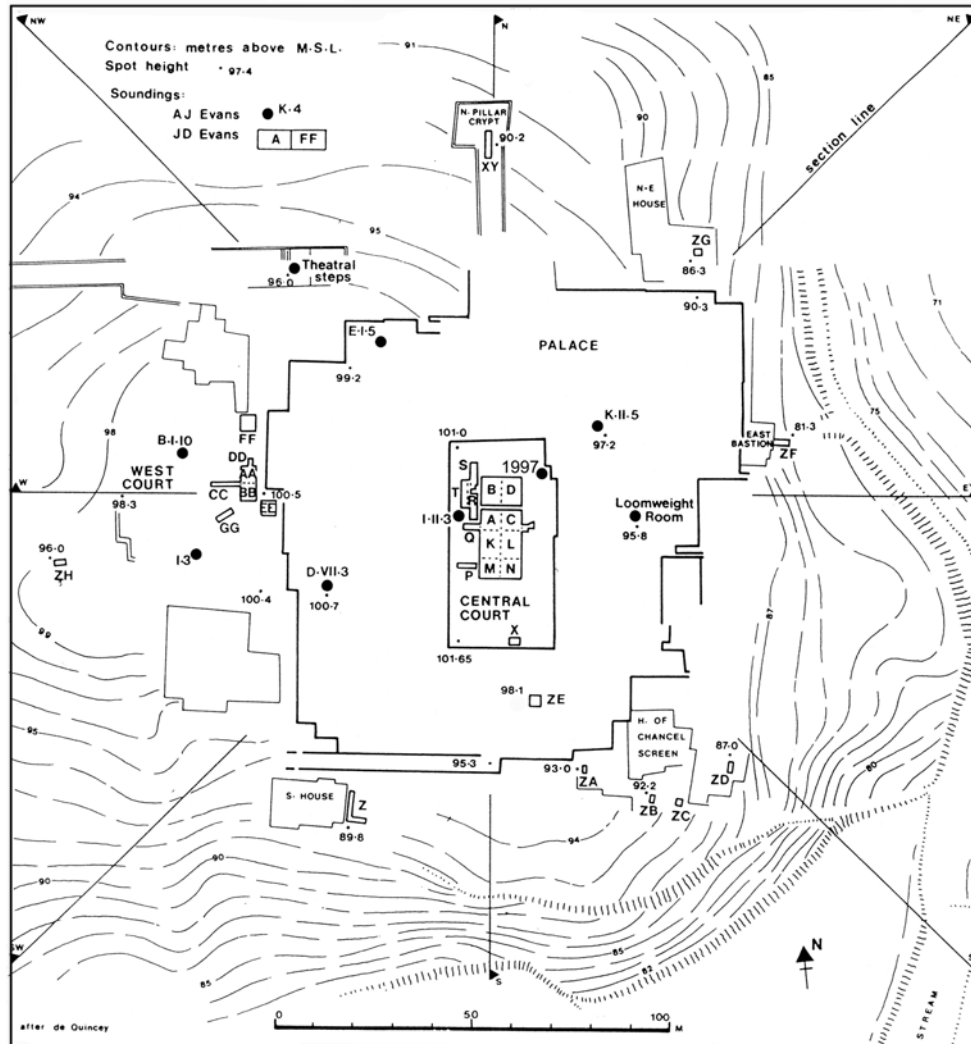 NW
N
NE
Contours: metres above M.S.L.
Spot height · 97·4
Soundings:
AJ Evans K·4
JD Evans A FF
91
85
90
N·PILLAR CRYPT
90·2
XY
section line
N-E HOUSE
94
95
ZG
86·3
Theatral steps
96·0
90·3
71
E·I·5
PALACE
99·2
75
K·II·5
97·2
81·3
EAST BASTION
ZF
98
B·I·10
FF
101·0
WEST COURT
DD
AA
BB
CC
EE
GG
100·5
S
T
R
B D
1997
W
98·3
E
I·II·3
A C
Q
K L
P
M N
Loomweight Room
95·8
96·0
ZH
I·3
D·VII·3
100·7
100·4
CENTRAL COURT
X
87
99
101·65
98·1
ZE
H. OF CHANCEL SCREEN
87·0
95
95·3
93·0
ZA
ZD
80
S·HOUSE
Z
92·2
ZB
ZC
89·8
94
90
90
SW
85
85
82
S
S
N
STREAM
after de Quincey
0 50 100 M